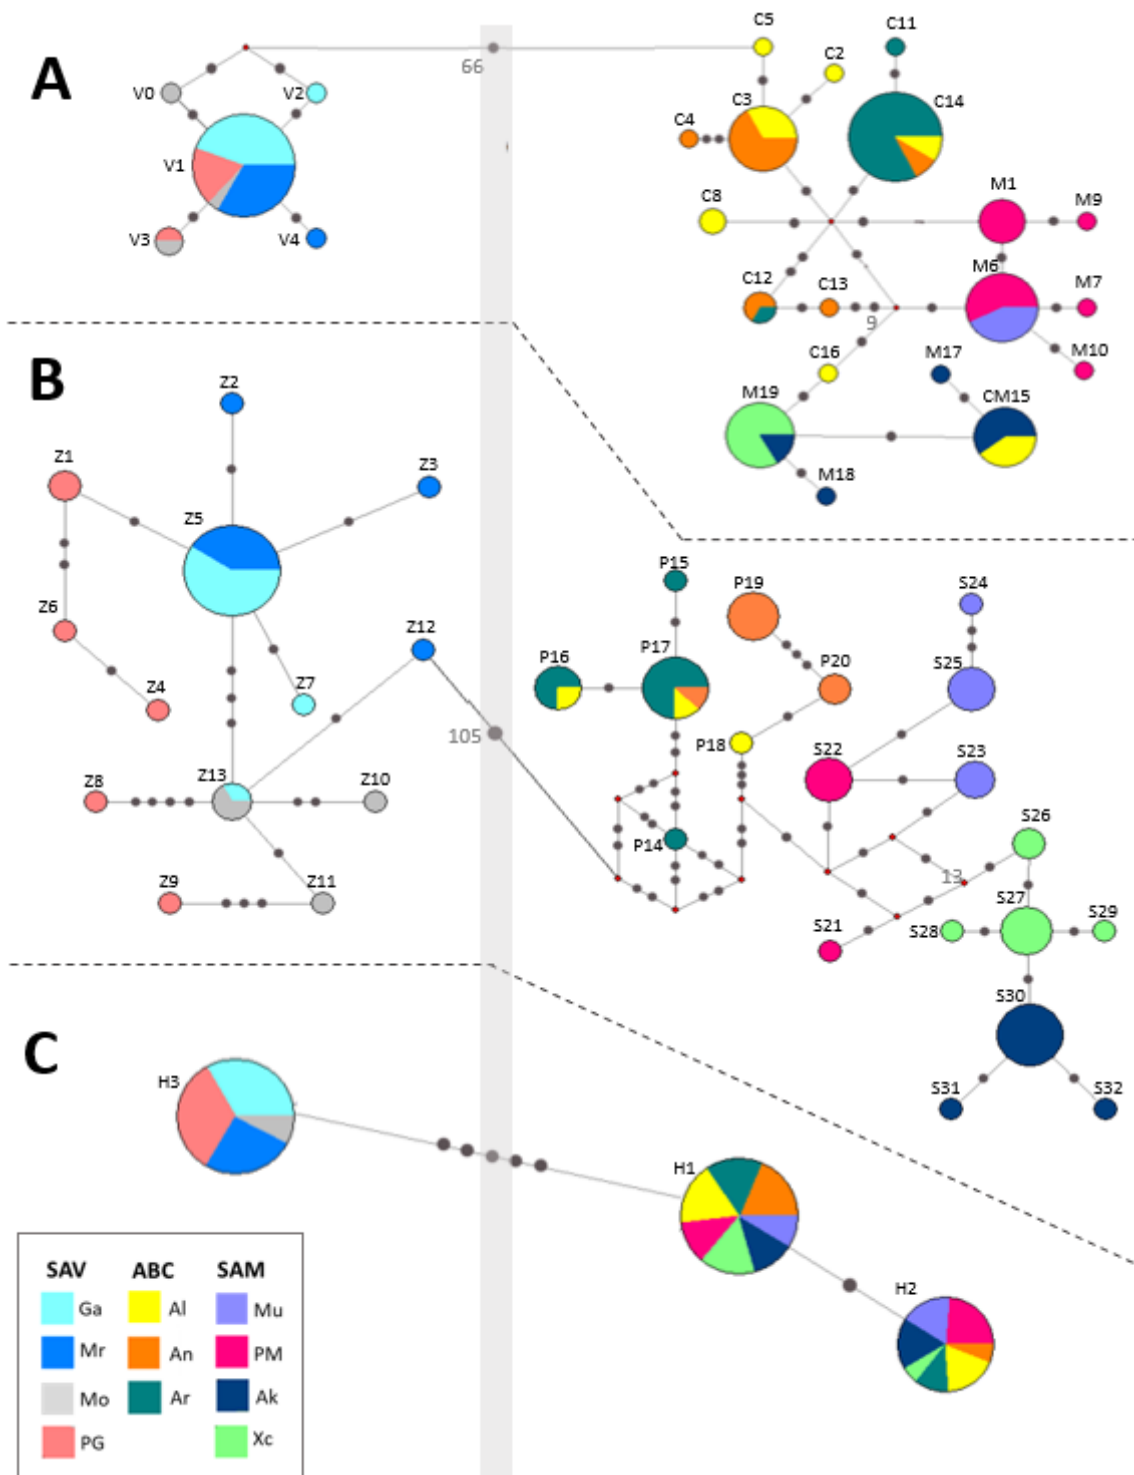 A
66
V0
V2
V1
V3
V4
C5
C2
C11
C3
C4
C14
C8
M1
M9
C12
C13
M6
M7
9
M10
C16
M17
M19
CM15
M18
B
Z2
Z1
Z3
Z5
Z6
Z12
Z4
Z7
105
Z13
Z8
Z10
Z9
Z11
P15
P19
S24
P16
P17
P20
S25
P18
S22
S23
P14
S26
13
S27
S21
S28
S29
S30
S31
S32
C
H3
H1
H2
SAV ABC SAM
Ga Al Mu
Mr An PM
Mo Ar Ak
PG Xc